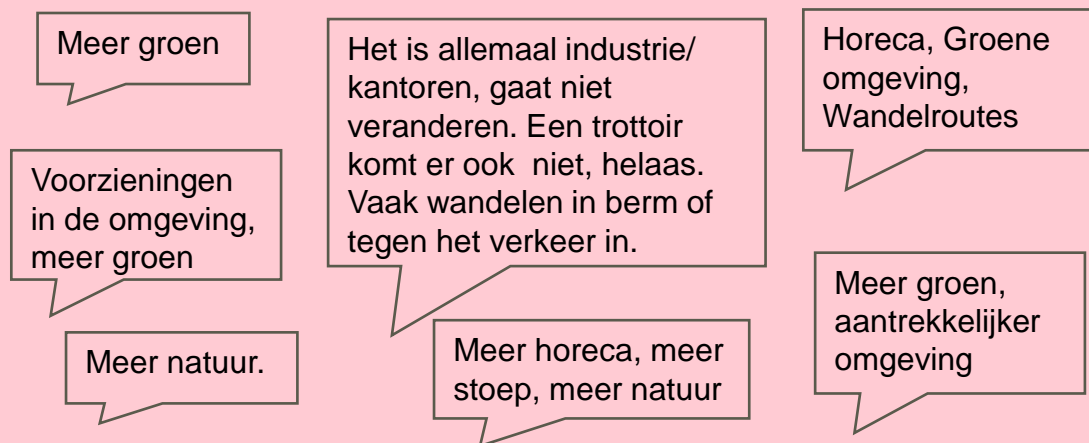 Meer groen
Het is allemaal industrie/
kantoren, gaat niet
veranderen. Een trottoir
komt er ook  niet, helaas.
Vaak wandelen in berm of
tegen het verkeer in.
Horeca, Groene
omgeving,
Wandelroutes
Voorzieningen
in de omgeving,
meer groen
Meer groen,
aantrekkelijker
omgeving
Meer natuur.
Meer horeca, meer
stoep, meer natuur